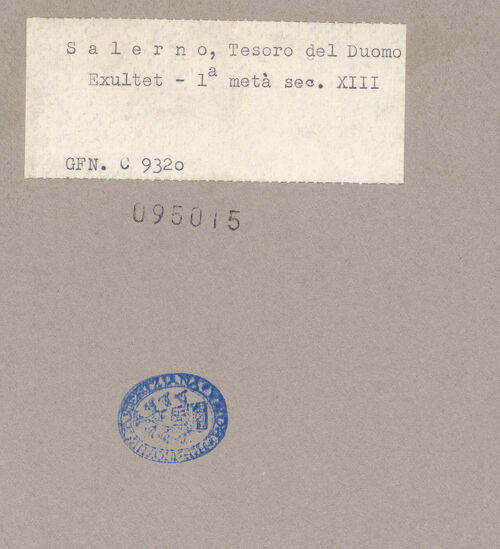 S a l e r n o, Tesoro del Duomo
Exultet - 1ª metà sec. XIII
GFN. C 9320
095015